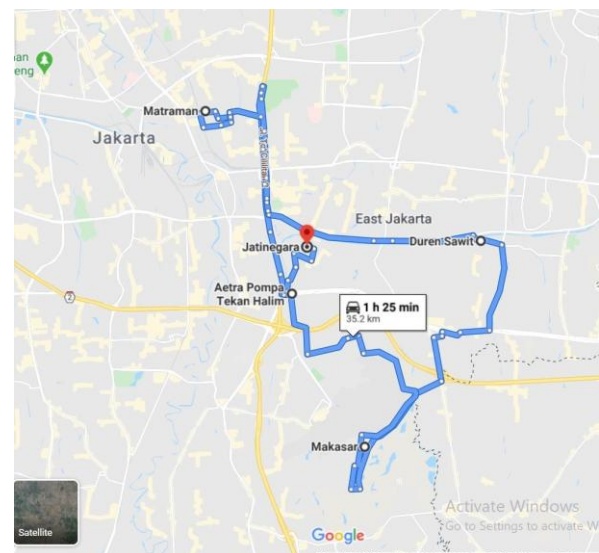 Matraman
Jakarta
East Jakarta
Jatinegara
Duren Sawit
Aetra Pompa
Tekan Halim
1 h 25 min
35.2 km
2
Makasar
Satellite
Google
Activate Windows
Go to Settings to activate W